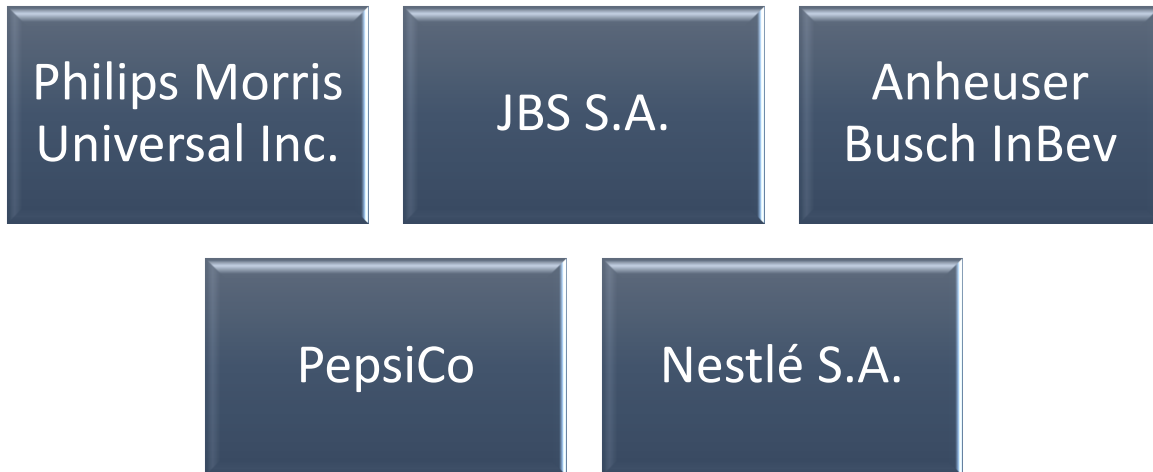 Philips Morris
Universal Inc.
JBS S.A.
Anheuser
Busch InBev
PepsiCo
Nestlé S.A.